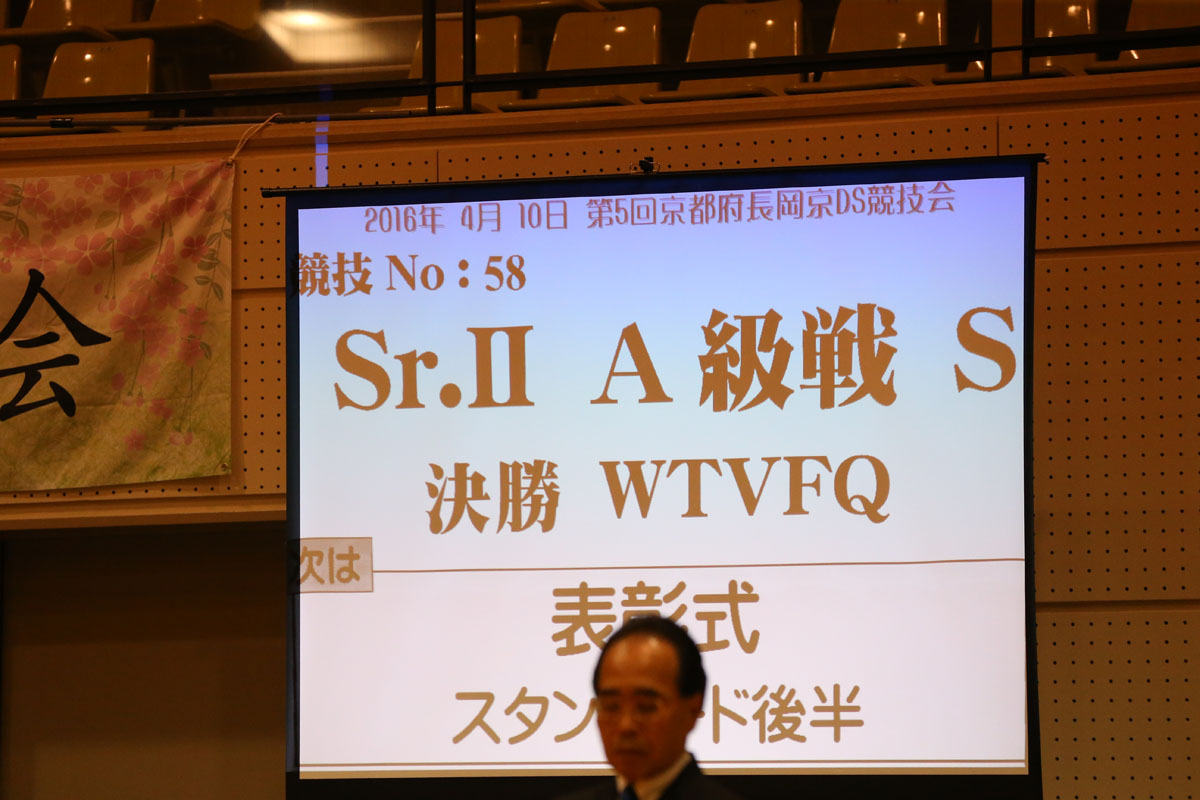 2016年 4月 10日 第5回京都府長岡京DS競技会
競技 No：58
Sr.II A 級戦 S
決勝 WTVFQ
次は
表彰式
スタン ド後半
会